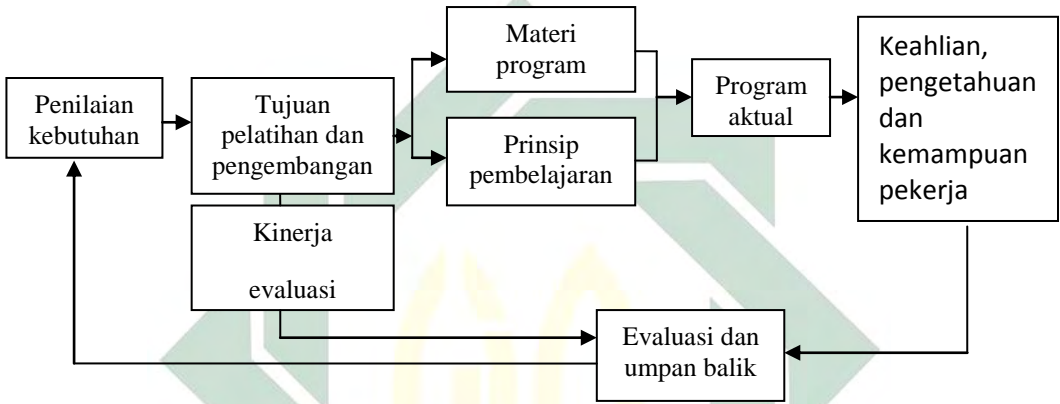 Penilaian
kebutuhan
Tujuan
pelatihan dan
pengembangan
Materi
program
Prinsip
pembelajaran
Program
aktual
Keahlian,
pengetahuan
dan
kemampuan
pekerja
Kinerja
evaluasi
Evaluasi dan
umpan balik